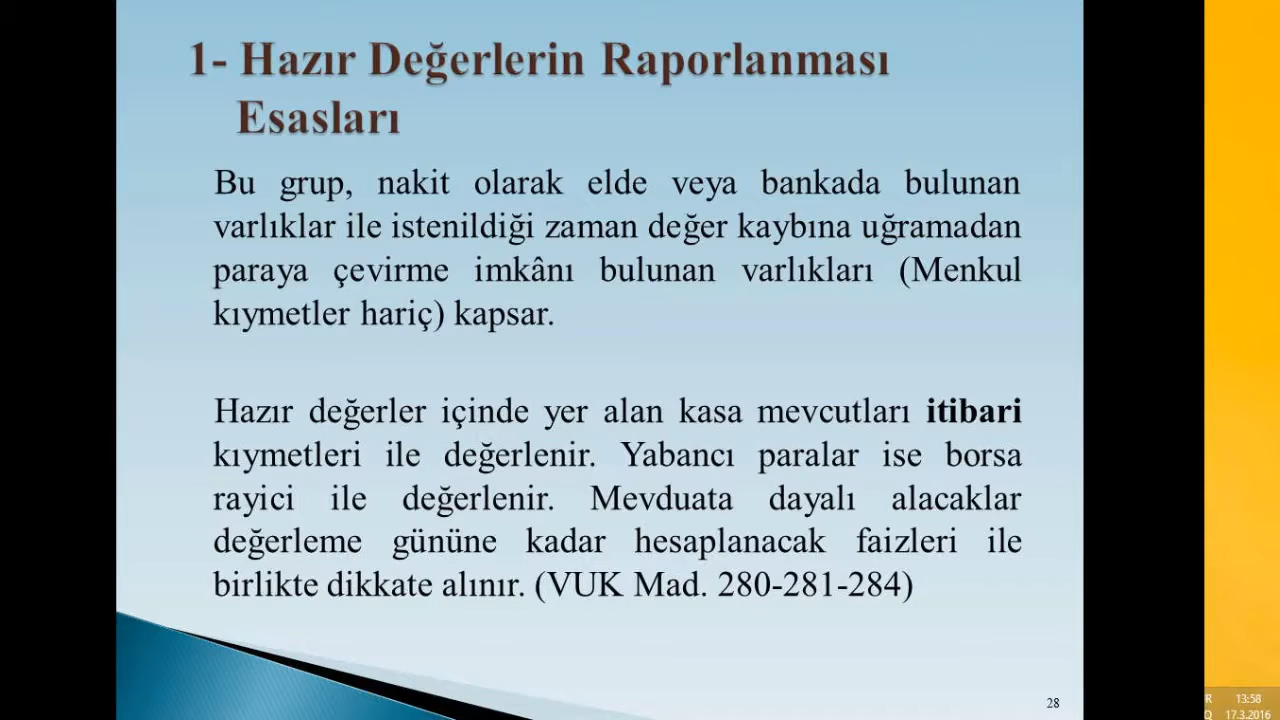 1- Hazır Değerlerin Raporlanması
Esasları
Bu grup, nakit olarak elde veya bankada bulunan
varlıklar ile istenildiği zaman değer kaybına uğramadan
paraya çevirme imkânı bulunan varlıkları (Menkul
kıymetler hariç) kapsar.
Hazır değerler içinde yer alan kasa mevcutları itibari
kıymetleri ile değerlenir. Yabancı paralar ise borsa
rayici ile değerlenir. Mevduata dayalı alacaklar
değerleme gününe kadar hesaplanacak faizleri ile
birlikte dikkate alınır. (VUK Mad. 280-281-284)
28
R 13:58
Q 17.3.2016